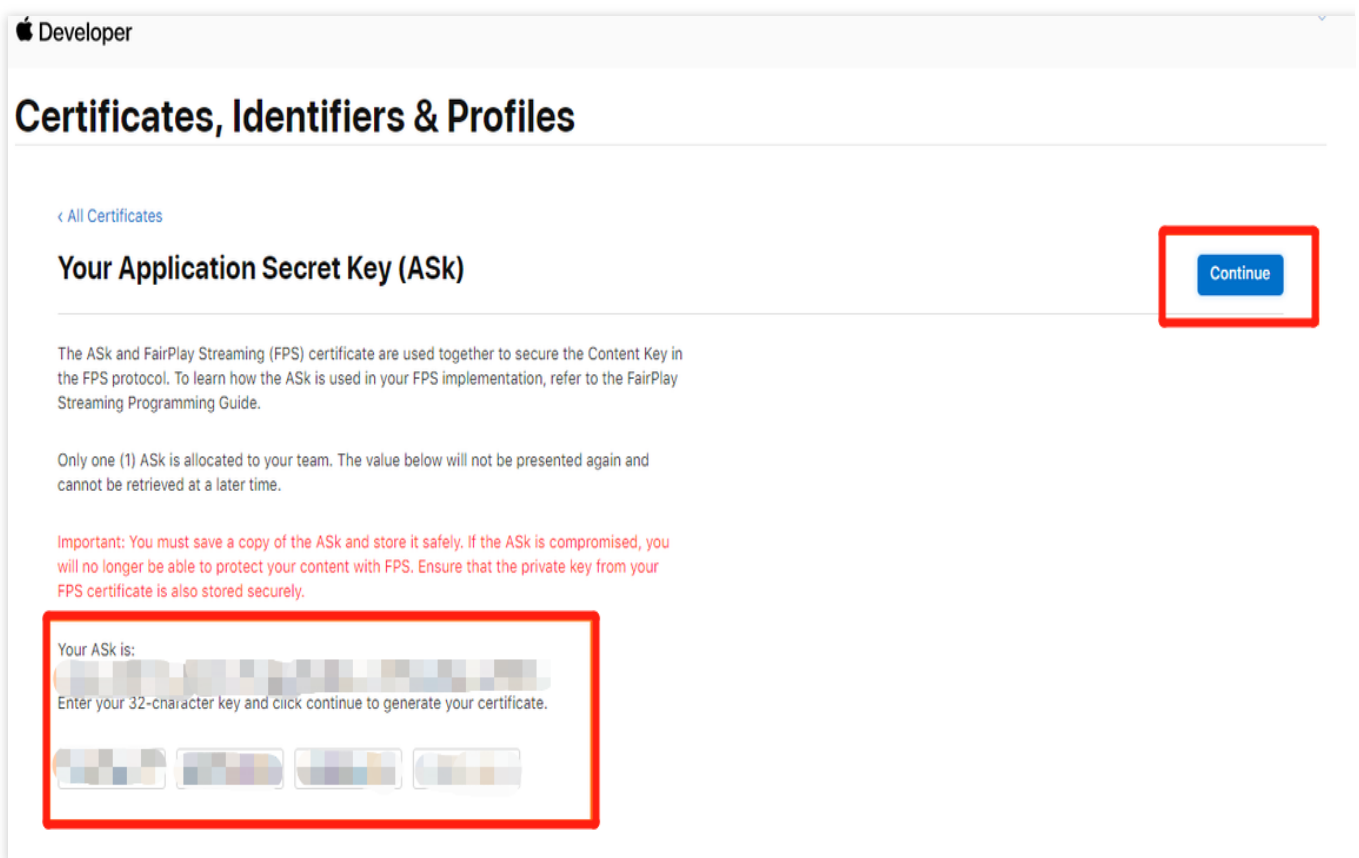 Developer
Certificates, Identifiers & Profiles
‹ All Certificates
Your Application Secret Key (ASk)
Continue
The ASk and FairPlay Streaming (FPS) certificate are used together to secure the Content Key in
the FPS protocol. To learn how the ASk is used in your FPS implementation, refer to the FairPlay
Streaming Programming Guide.
Only one (1) ASk is allocated to your team. The value below will not be presented again and
cannot be retrieved at a later time.
Important: You must save a copy of the ASk and store it safely. If the ASk is compromised, you
will no longer be able to protect your content with FPS. Ensure that the private key from your
FPS certificate is also stored securely.
Your ASk is:
Enter your 32-character key and click continue to generate your certificate.